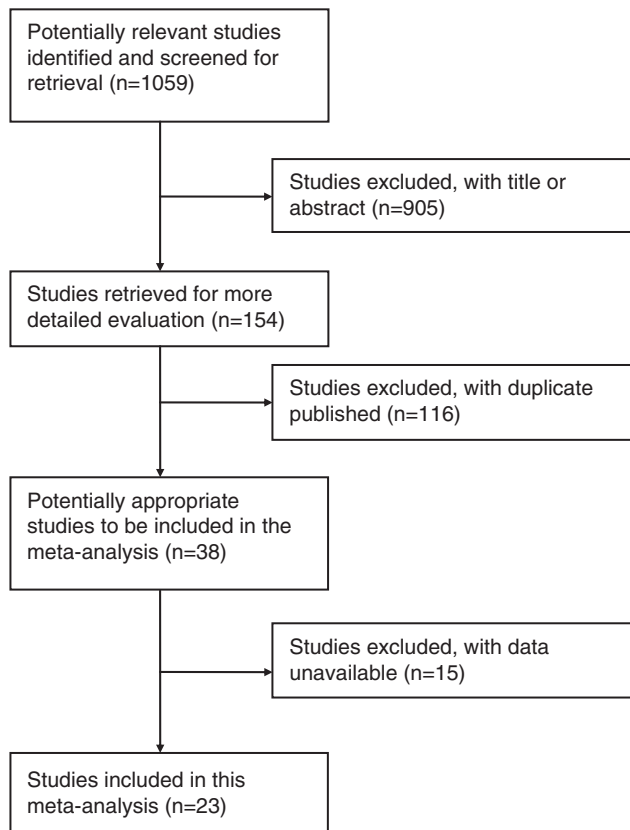 Potentially relevant studies
identified and screened for
retrieval (n=1059)
Studies excluded, with title or
abstract (n=905)
Studies retrieved for more
detailed evaluation (n=154)
Studies excluded, with duplicate
published (n=116)
Potentially appropriate
studies to be included in the
meta-analysis (n=38)
Studies excluded, with data
unavailable (n=15)
Studies included in this
meta-analysis (n=23)